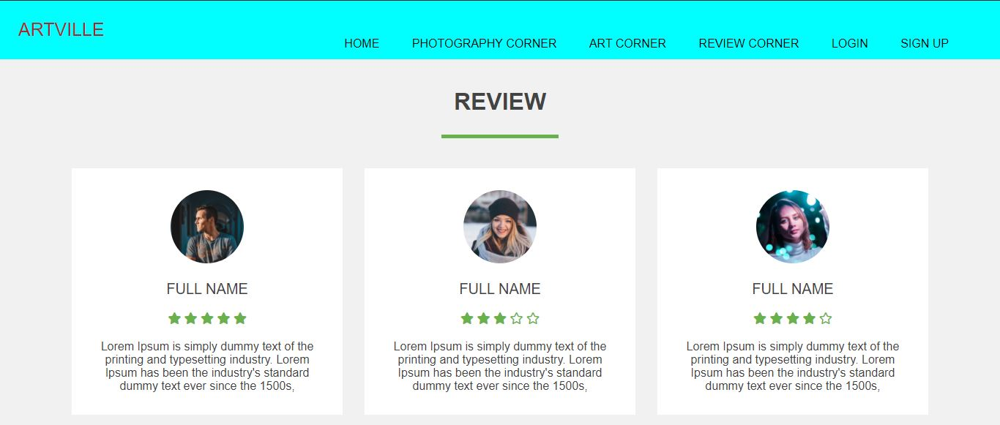 ARTVILLE
HOME PHOTOGRAPHY CORNER ART CORNER REVIEW CORNER LOGIN SIGN UP
REVIEW
FULL NAME
Lorem Ipsum is simply dummy text of the
printing and typesetting industry. Lorem
Ipsum has been the industry's standard
dummy text ever since the 1500s,
FULL NAME
Lorem Ipsum is simply dummy text of the
printing and typesetting industry. Lorem
Ipsum has been the industry's standard
dummy text ever since the 1500s,
FULL NAME
Lorem Ipsum is simply dummy text of the
printing and typesetting industry. Lorem
Ipsum has been the industry's standard
dummy text ever since the 1500s,